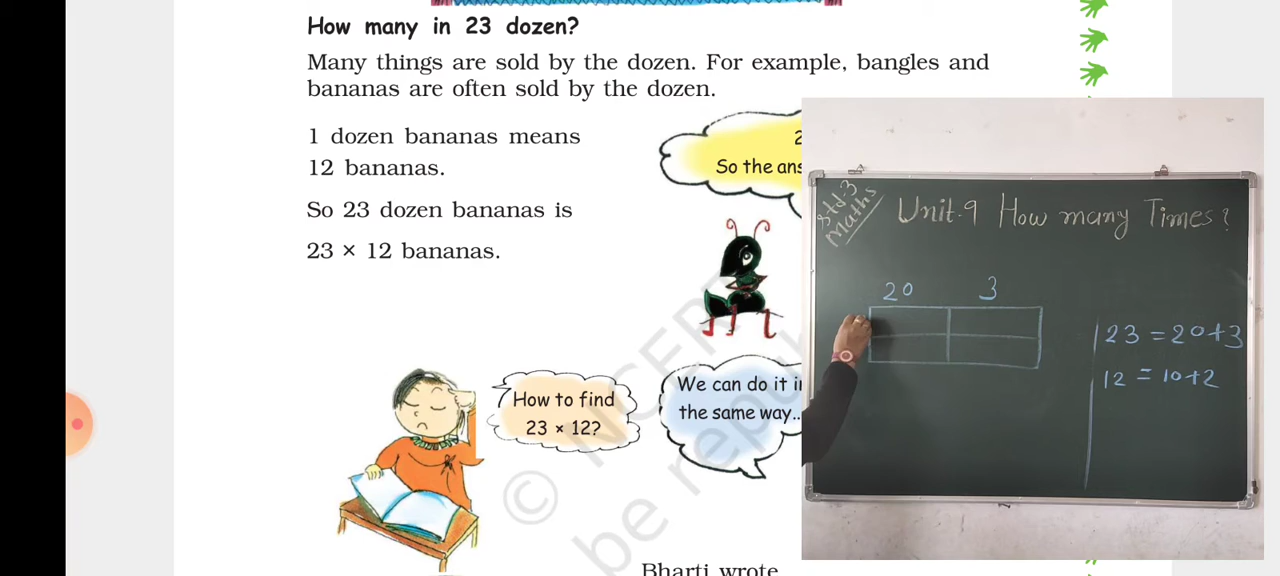 How many in 23 dozen?
Many things are sold by the dozen. For example, bangles and
bananas are often sold by the dozen.
1 dozen bananas means
12 bananas.
So 23 dozen bananas is
23 × 12 bananas.
So the
How to find
23 × 12?
We can do it
the same way..
© NCERT
be repu
Bharti wrote
Std 3
Maths
Unit.9 How many Times?
20 3
23 = 20+3
12 = 10+2